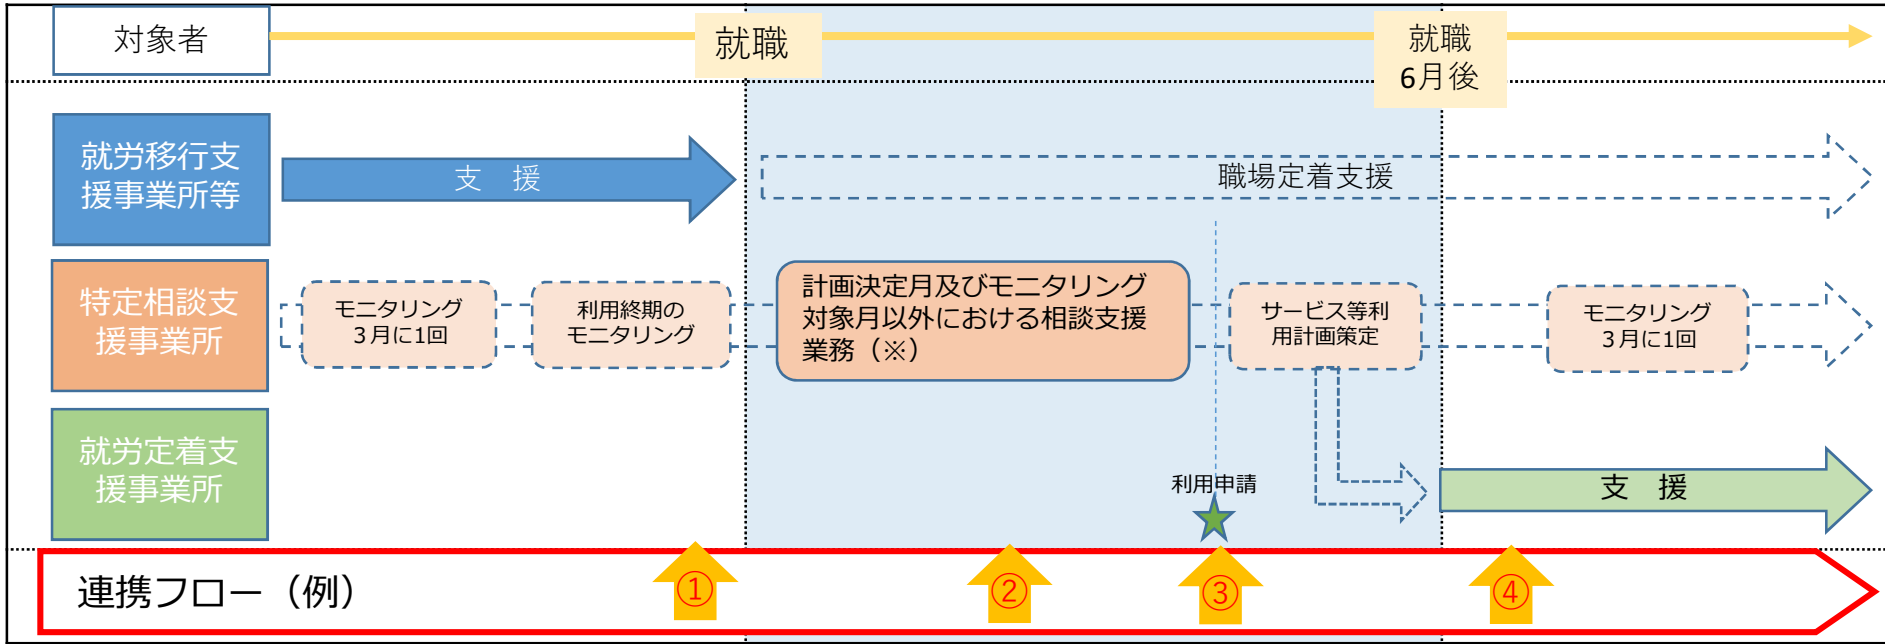 対象者
就職
就職
6月後
就労移行支
援事業所等
支　援
職場定着支援
特定相談支
援事業所
モニタリング
３月に1回
利用終期の
モニタリング
計画決定月及びモニタリング
対象月以外における相談支援
業務（※）
サービス等利
用計画策定
モニタリング
３月に1回
就労定着支
援事業所
利用申請
支　援
連携フロー（例）
①
②
③
④